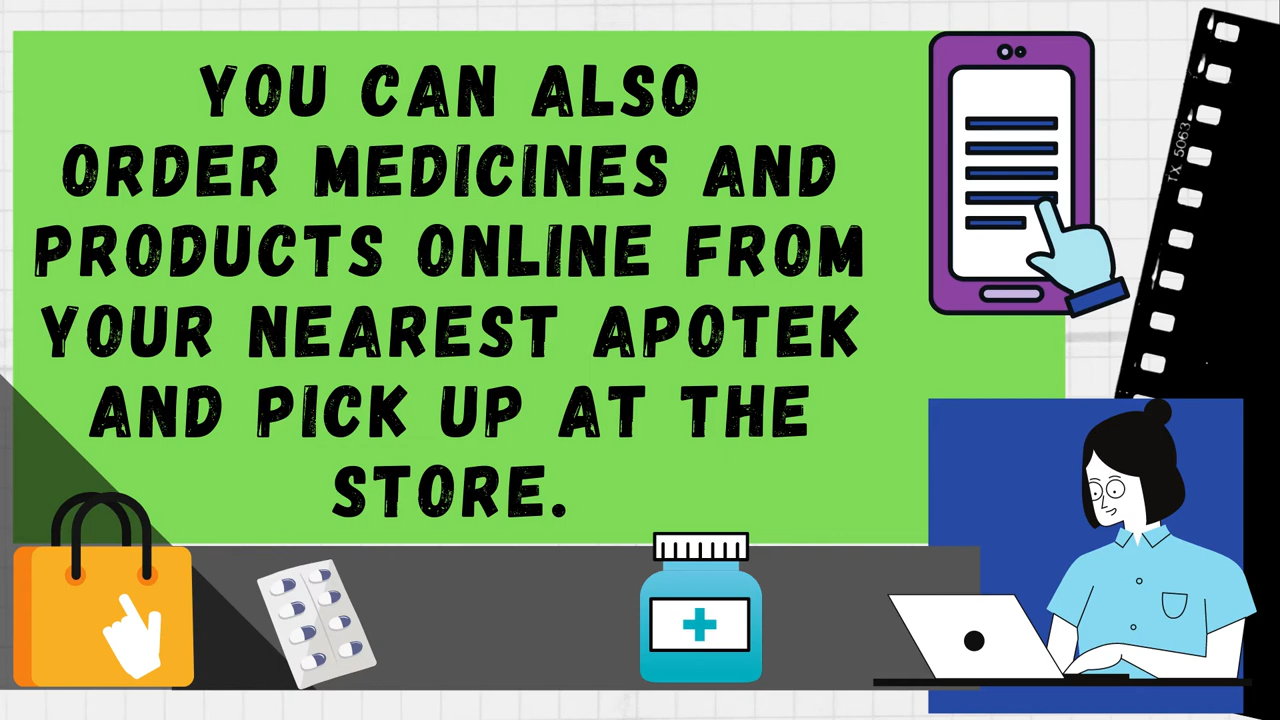 YOU CAN ALSO
ORDER MEDICINES AND
PRODUCTS ONLINE FROM
YOUR NEAREST APOTEK
AND PICK UP AT THE
STORE.
TX 5063